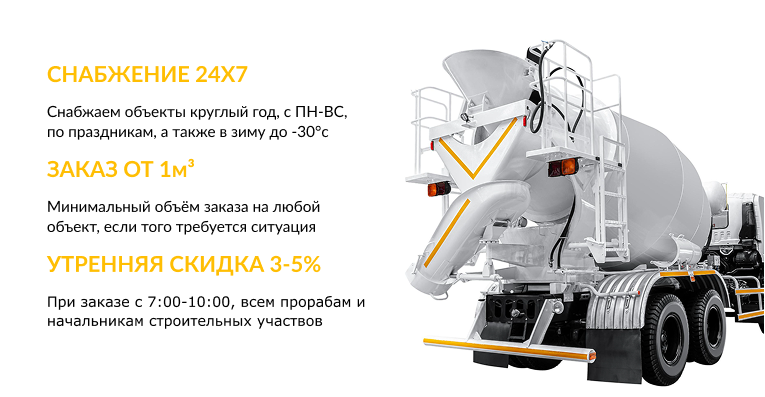 СНАБЖЕНИЕ 24X7
Снабжаем объекты круглый год, с ПН-ВС,
по праздникам, а также в зиму до -30°с
ЗАКАЗ ОТ 1м³
Минимальный объём заказа на любой
объект, если того требуется ситуация
УТРЕННЯЯ СКИДКА 3-5%
При заказе с 7:00-10:00, всем прорабам и
начальникам строительных участвов